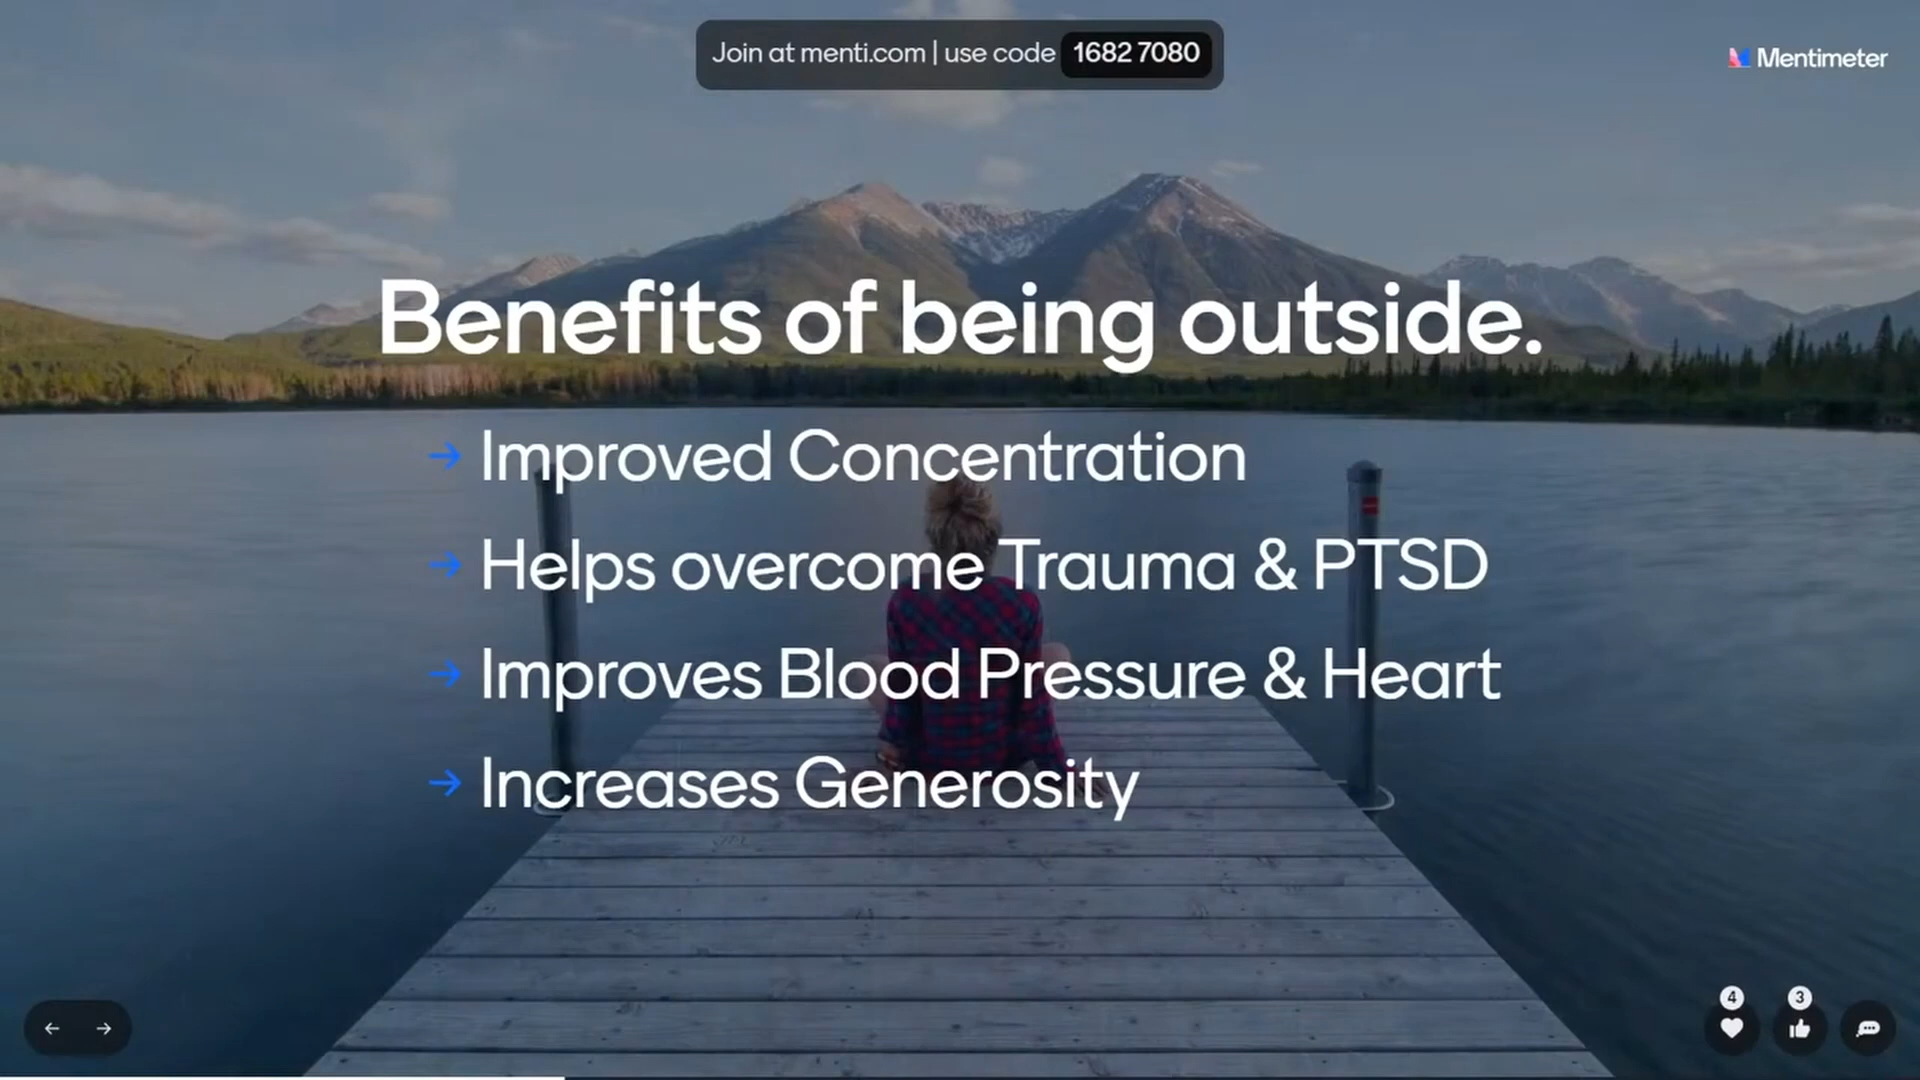 Join at menti.com | use code 1682 7080
Mentimeter
Benefits of being outside.
→ Improved Concentration
→ Helps overcome Trauma & PTSD
→ Improves Blood Pressure & Heart
→ Increases Generosity
4
3